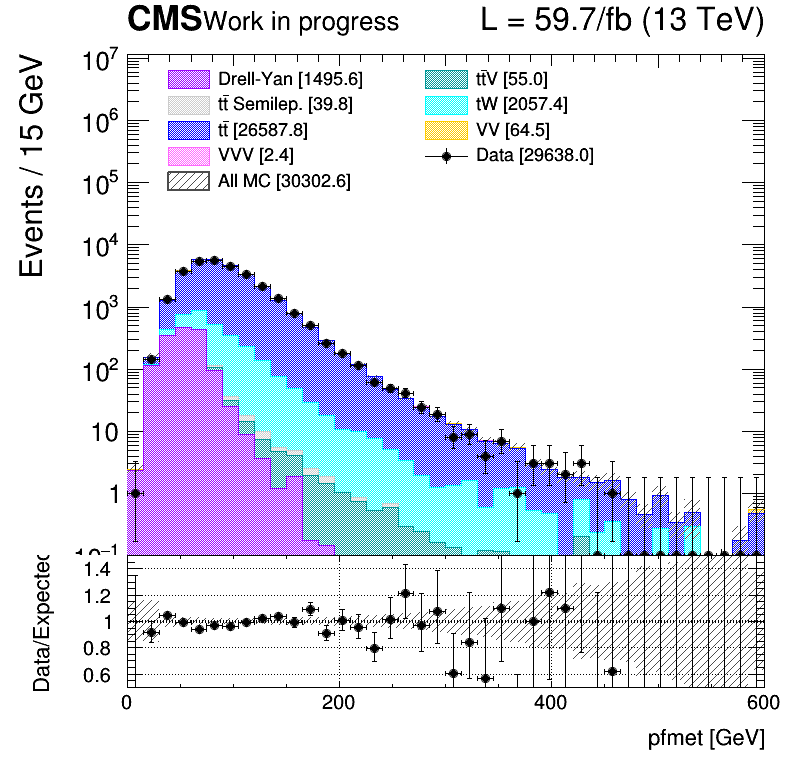 CMS Work in progress L = 59.7/fb (13 TeV)
Events / 15 GeV
10⁷
10⁶
10⁵
10⁴
10³
10²
10
1
10⁻¹
Drell-Yan [1495.6]
tt̄ Semilep. [39.8]
tt̄ [26587.8]
VVV [2.4]
All MC [30302.6]
tt̄V [55.0]
tW [2057.4]
VV [64.5]
Data [29638.0]
Data/Expected
1.4
1.2
1
0.8
0.6
0 200 400 600
pfmet [GeV]